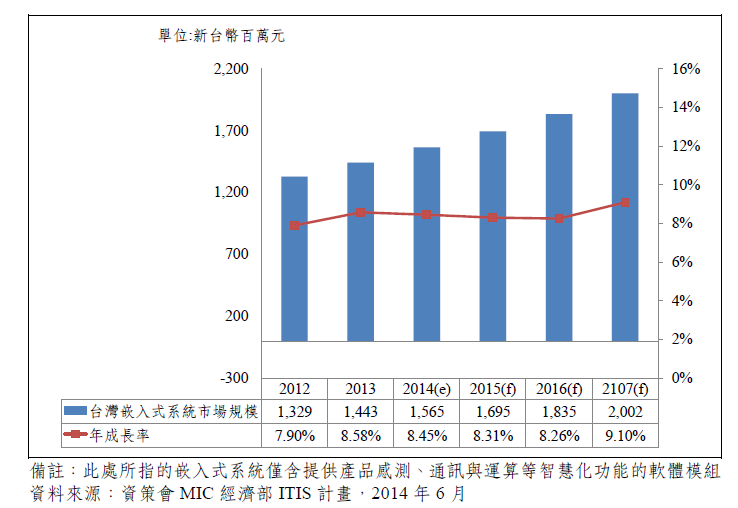 單位:新台幣百萬元
2,200
1,700
1,200
700
200
-300
16%
14%
12%
10%
8%
6%
4%
2%
0%
2012 2013 2014(e) 2015(f) 2016(f) 2107(f)
台灣嵌入式系統市場規模 1,329 1,443 1,565 1,695 1,835 2,002
年成長率 7.90% 8.58% 8.45% 8.31% 8.26% 9.10%
備註：此處所指的嵌入式系統僅含提供產品感測、通訊與運算等智慧化功能的軟體模組
資料來源：資策會 MIC 經濟部 ITIS 計畫，2014 年 6 月